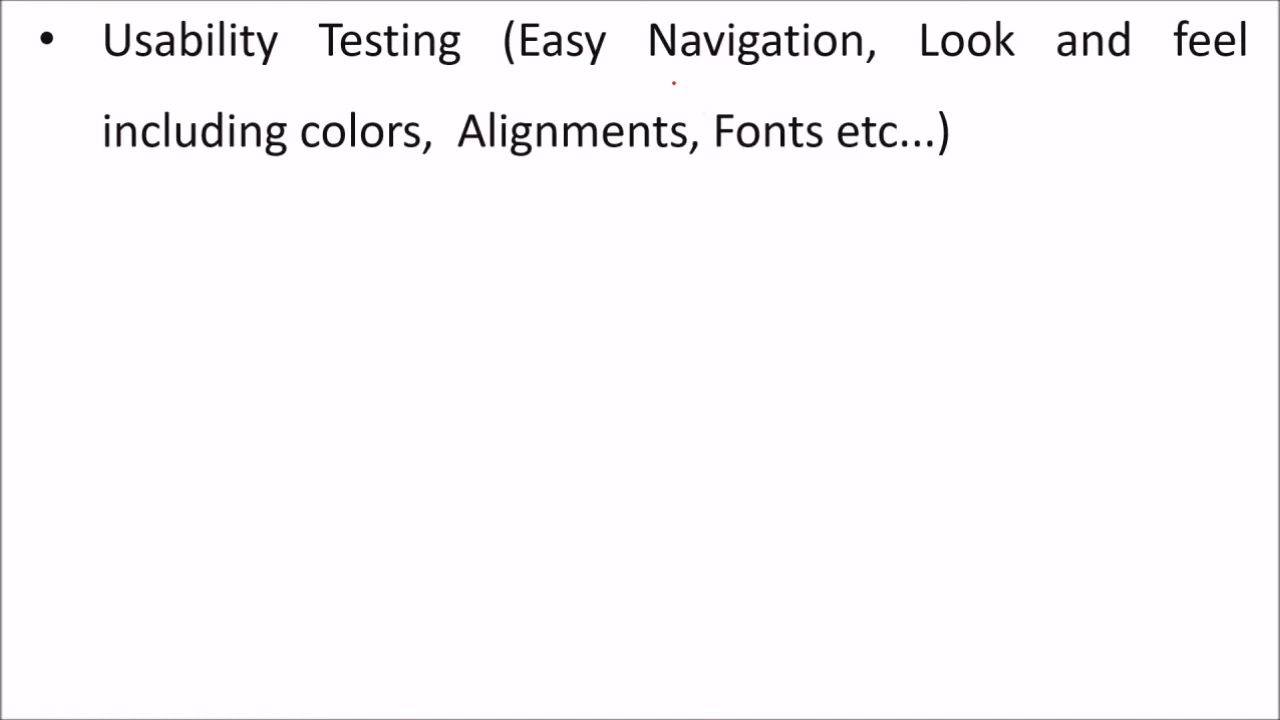 • Usability Testing (Easy Navigation, Look and feel
including colors, Alignments, Fonts etc...)